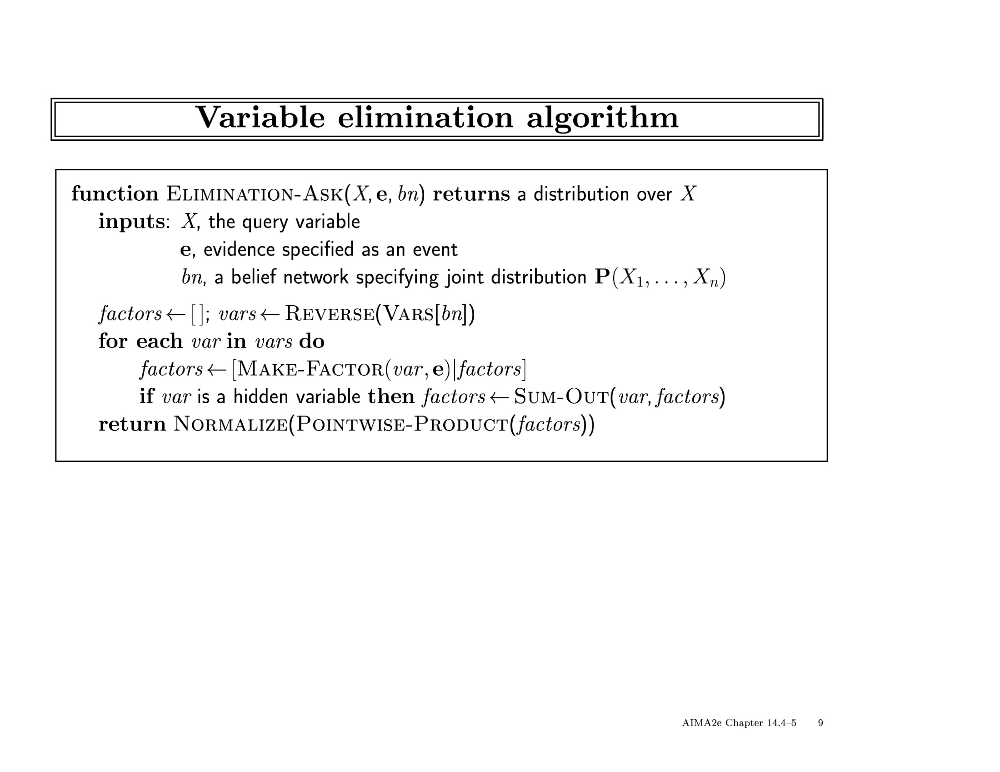 Variable elimination algorithm
function ELIMINATION-ASK(X, e, bn) returns a distribution over X
inputs: X, the query variable
e, evidence specified as an event
bn, a belief network specifying joint distribution P(X₁, . . . , Xₙ)
factors ← [ ]; vars ← REVERSE(VARS[bn])
for each var in vars do
factors ← [MAKE-FACTOR(var, e)|factors]
if var is a hidden variable then factors ← SUM-OUT(var, factors)
return NORMALIZE(POINTWISE-PRODUCT(factors))
AIMA2e Chapter 14.4–5 9